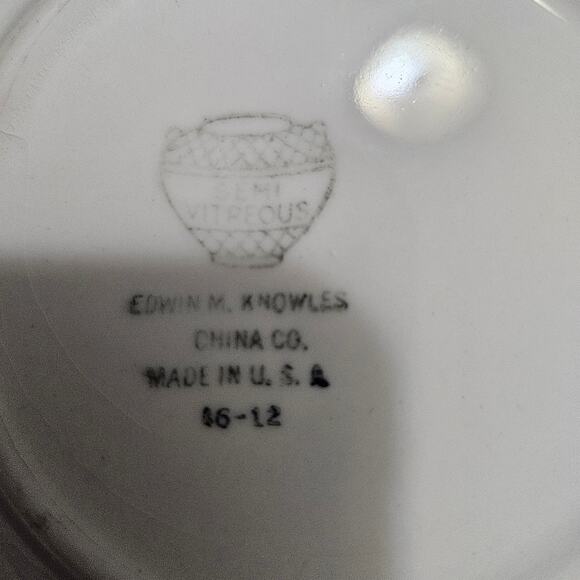 SEMI
VITREOUS
EDWIN M. KNOWLES
CHINA CO.
MADE IN U. S. A
46-12